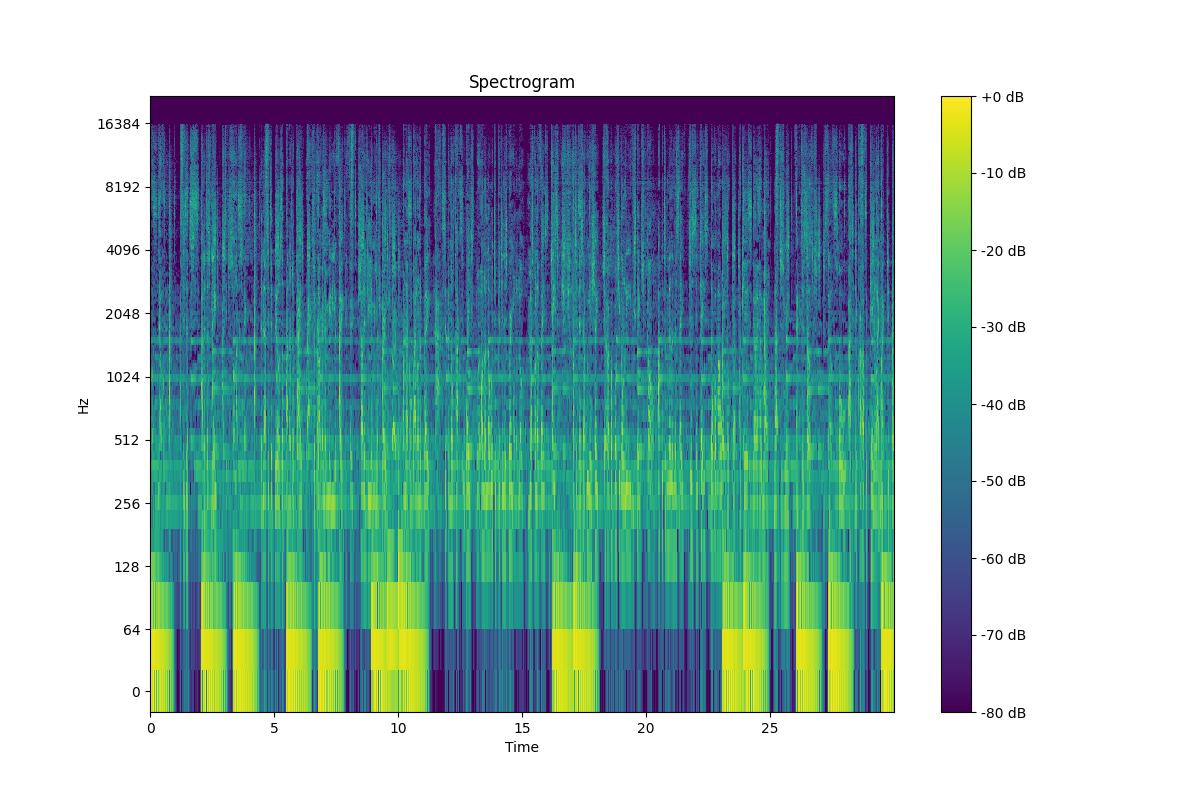 Spectrogram
Hz
16384
8192
4096
2048
1024
512
256
128
64
0
0 5 10 15 20 25
Time
+0 dB
-10 dB
-20 dB
-30 dB
-40 dB
-50 dB
-60 dB
-70 dB
-80 dB